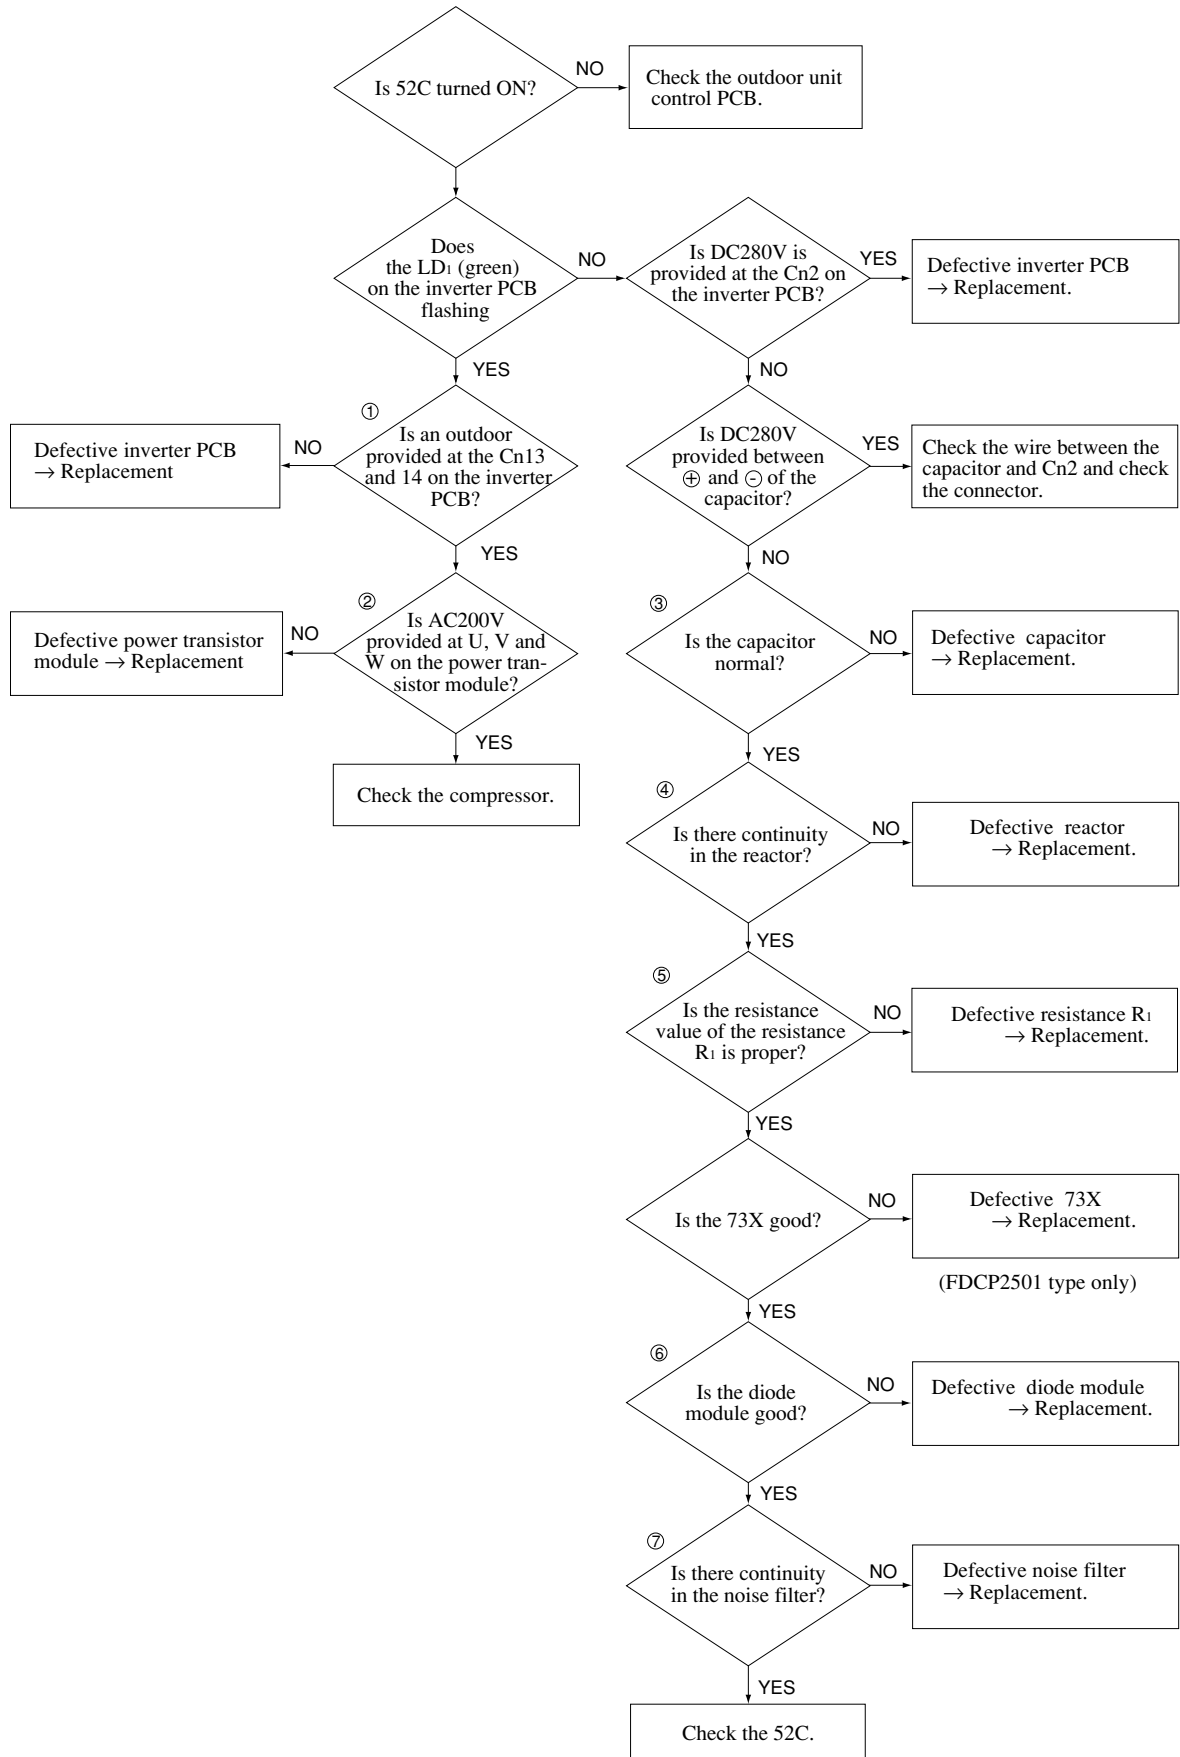 Is 52C turned ON?
NO
Check the outdoor unit
control PCB.
Does
the LD1 (green)
on the inverter PCB
flashing
NO
Is DC280V is
provided at the Cn2 on
the inverter PCB?
YES
Defective inverter PCB
→ Replacement.
YES
NO
①
Is an outdoor
provided at the Cn13
and 14 on the inverter
PCB?
NO
Defective inverter PCB
→ Replacement
Is DC280V
provided between
⊕ and ⊖ of the
capacitor?
YES
Check the wire between the
capacitor and Cn2 and check
the connector.
YES
NO
②
Is AC200V
provided at U, V and
W on the power tran-
sistor module?
NO
Defective power transistor
module → Replacement
③
Is the capacitor
normal?
NO
Defective capacitor
→ Replacement.
YES
Check the compressor.
YES
④
Is there continuity
in the reactor?
NO
Defective reactor
→ Replacement.
YES
⑤
Is the resistance
value of the resistance
R1 is proper?
NO
Defective resistance R1
→ Replacement.
YES
Is the 73X good?
NO
Defective 73X
→ Replacement.
(FDCP2501 type only)
YES
⑥
Is the diode
module good?
NO
Defective diode module
→ Replacement.
YES
⑦
Is there continuity
in the noise filter?
NO
Defective noise filter
→ Replacement.
YES
Check the 52C.